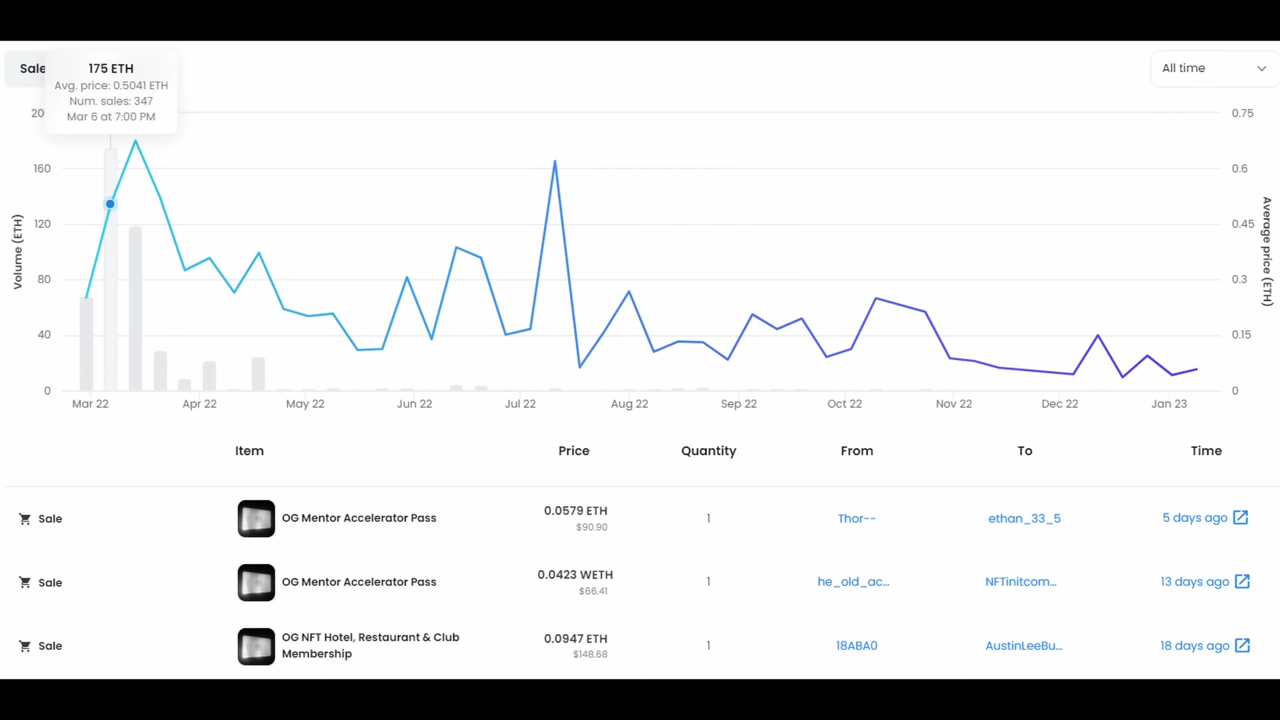 Sale
175 ETH
Avg. price: 0.5041 ETH
Num. sales: 347
Mar 6 at 7:00 PM
All time
20
160
120
80
40
0
Volume (ETH)
0.75
0.6
0.45
0.3
0.15
0
Average price (ETH)
Mar 22 Apr 22 May 22 Jun 22 Jul 22 Aug 22 Sep 22 Oct 22 Nov 22 Dec 22 Jan 23
Item Price Quantity From To Time
Sale OG Mentor Accelerator Pass 0.0579 ETH 1 Thor-- ethan_33_5 5 days ago
$90.90
Sale OG Mentor Accelerator Pass 0.0423 WETH 1 he_old_ac... NFTinitcom... 13 days ago
$66.41
Sale OG NFT Hotel, Restaurant & Club 0.0947 ETH 1 18ABA0 AustinLeeBu... 18 days ago
Membership $148.68